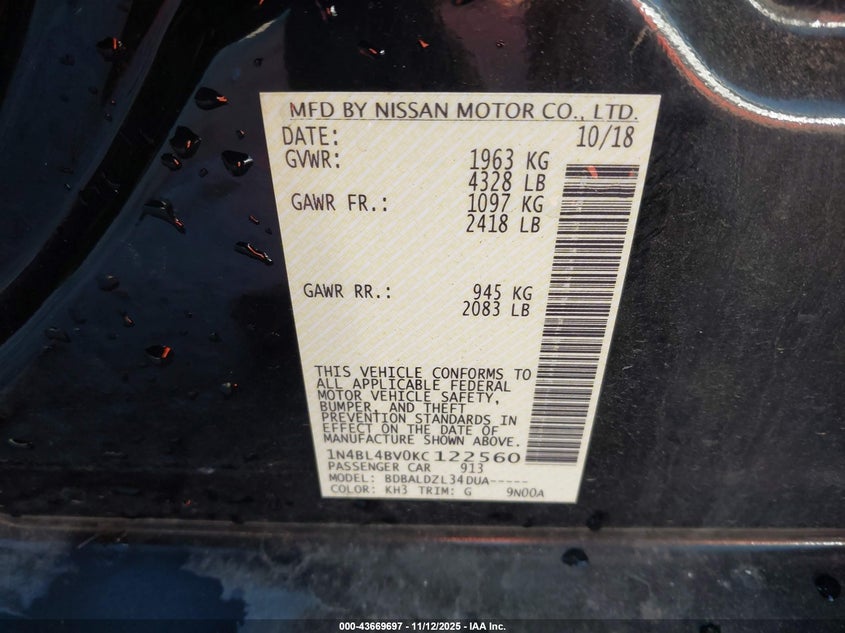 MFD BY NISSAN MOTOR CO., LTD.
DATE: 10/18
GVWR: 1963 KG
4328 LB
GAWR FR.: 1097 KG
2418 LB
GAWR RR.: 945 KG
2083 LB
THIS VEHICLE CONFORMS TO
ALL APPLICABLE FEDERAL
MOTOR VEHICLE SAFETY,
BUMPER, AND THEFT
PREVENTION STANDARDS IN
EFFECT ON THE DATE OF
MANUFACTURE SHOWN ABOVE.
1N4BL4BV0KC122560
PASSENGER CAR 913
MODEL: BDBALDZL34DUA-----
COLOR: KH3 TRIM: G 9N00A
000-43669697 - 11/12/2025 - IAA Inc.